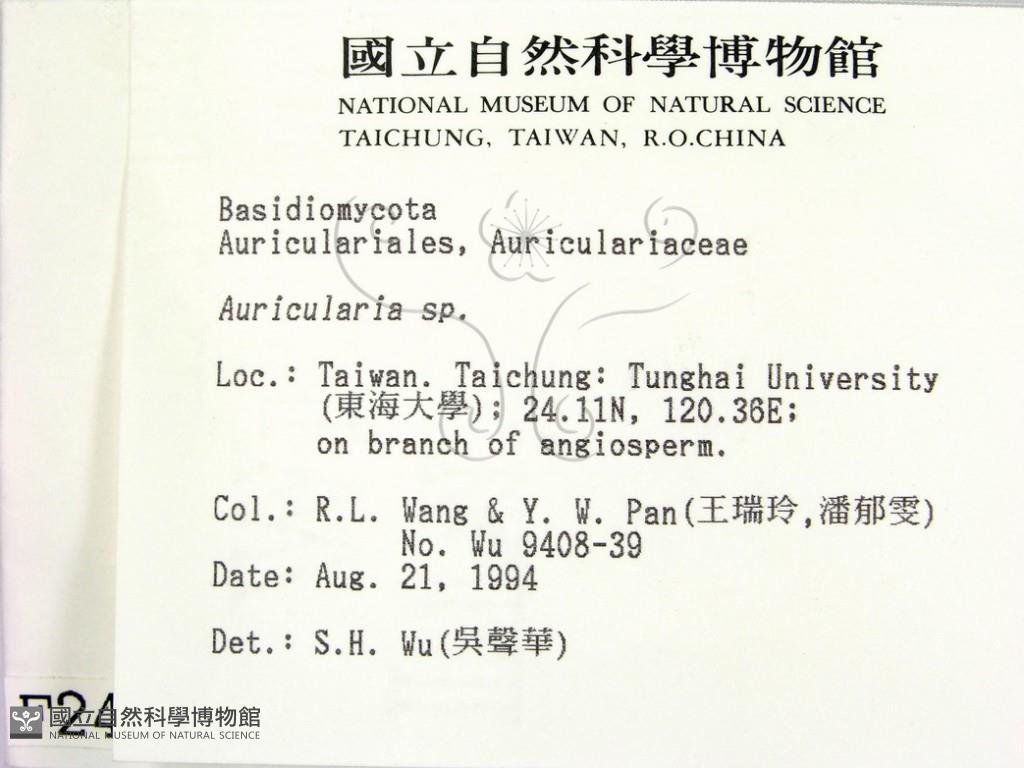 國立自然科學博物館
NATIONAL MUSEUM OF NATURAL SCIENCE
TAICHUNG, TAIWAN, R.O.CHINA
Basidiomycota
Auriculariales, Auriculariaceae
Auricularia sp.
Loc.: Taiwan. Taichung: Tunghai University
(東海大學); 24.11N, 120.36E;
on branch of angiosperm.
Col.: R.L. Wang & Y. W. Pan(王瑞玲,潘郁雯)
No. Wu 9408-39
Date: Aug. 21, 1994
Det.: S.H. Wu(吳聲華)
國立自然科學博物館
NATIONAL MUSEUM OF NATURAL SCIENCE